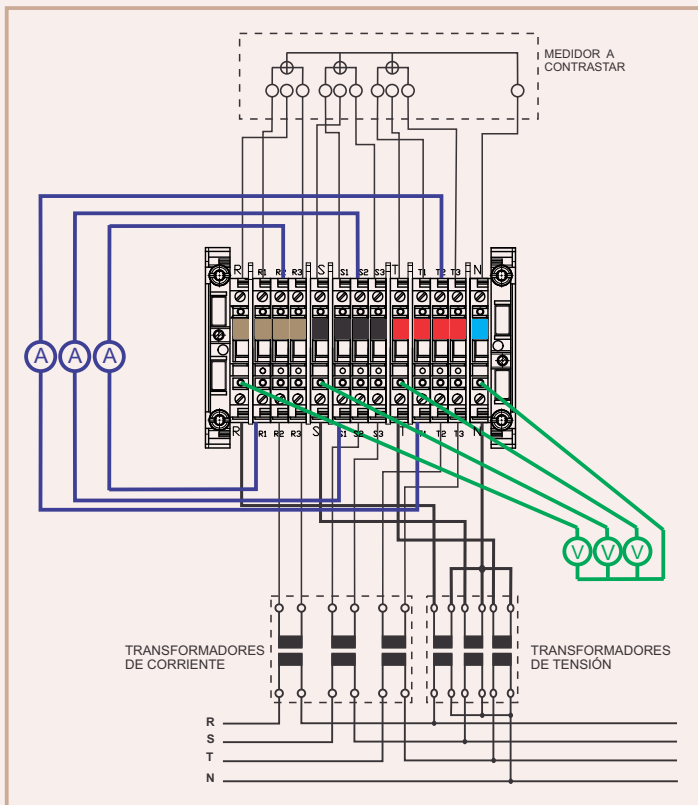 MEDIDOR A
CONTRASTAR
R R1 R2 R3 S S1 S2 S3 T T1 T2 T3 N
A A A
R R1 R2 R3 S S1 S2 S3 T T1 T2 T3 N
V V V
TRANSFORMADORES
DE CORRIENTE
TRANSFORMADORES
DE TENSIÓN
R
S
T
N